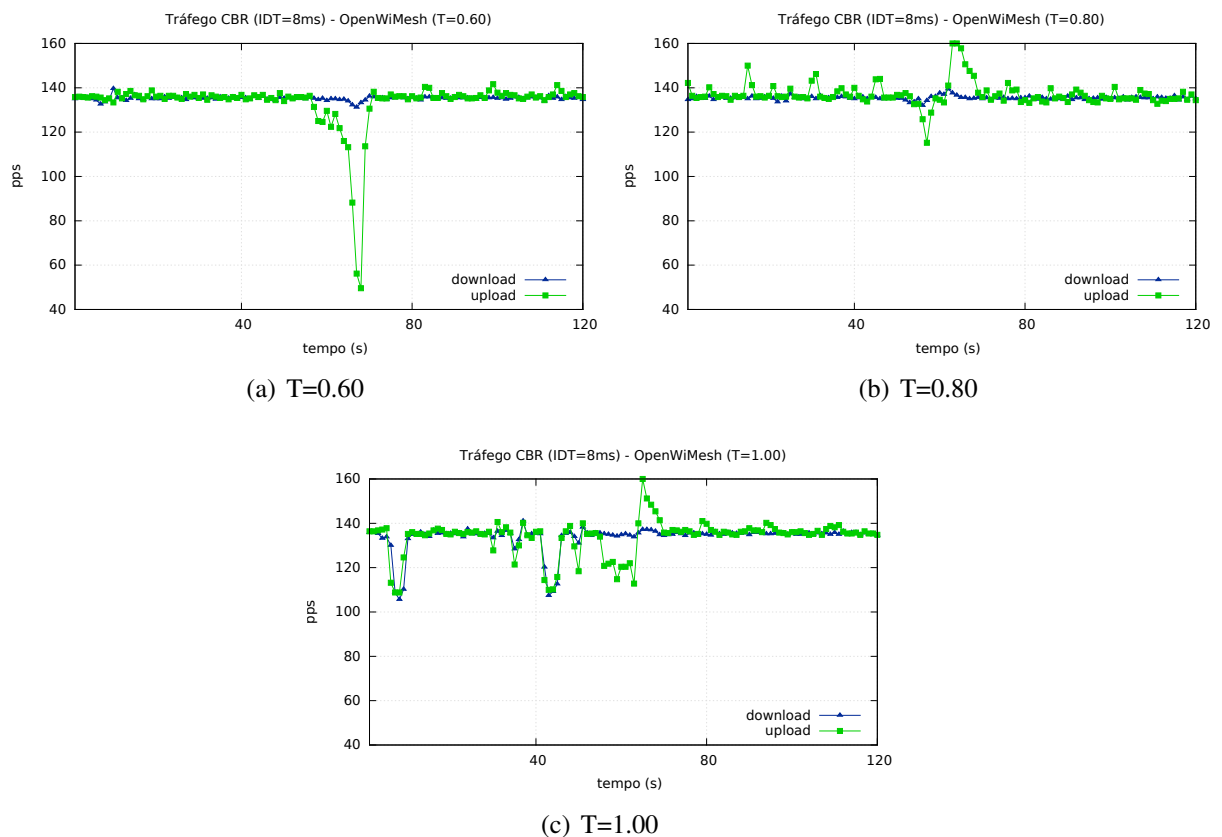 Tráfego CBR (IDT=8ms) - OpenWiMesh (T=0.60)
160
140
120
100
80
60
40
pps
download
upload
40
80
120
tempo (s)
(a) T=0.60
Tráfego CBR (IDT=8ms) - OpenWiMesh (T=0.80)
160
140
120
100
80
60
40
pps
download
upload
40
80
120
tempo (s)
(b) T=0.80
Tráfego CBR (IDT=8ms) - OpenWiMesh (T=1.00)
160
140
120
100
80
60
40
pps
download
upload
40
80
120
tempo (s)
(c) T=1.00